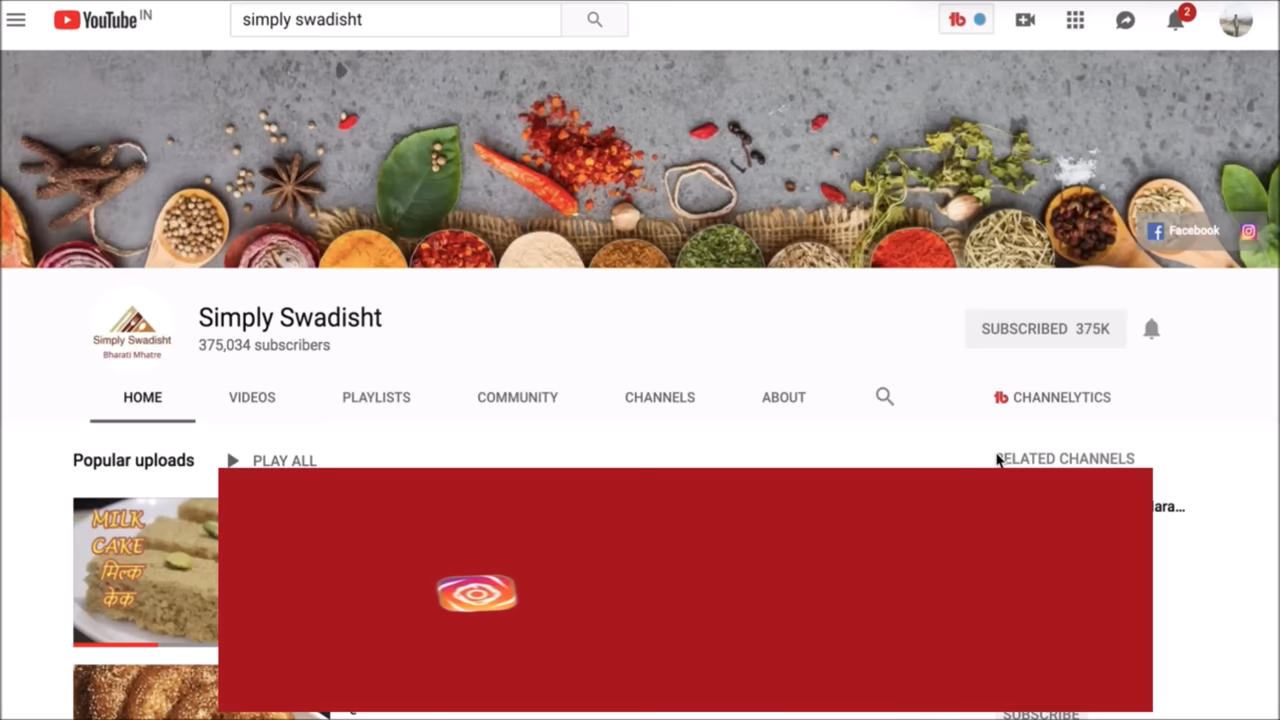 YouTube IN
simply swadisht
2
Facebook
Simply Swadisht
Bharati Mhatre
Simply Swadisht
375,034 subscribers
SUBSCRIBED 375K
HOME VIDEOS PLAYLISTS COMMUNITY CHANNELS ABOUT CHANNELYTICS
Popular uploads PLAY ALL
ELATED CHANNELS
MILK
CAKE
मिल्क
केक
lara...
SUBSCRIBE